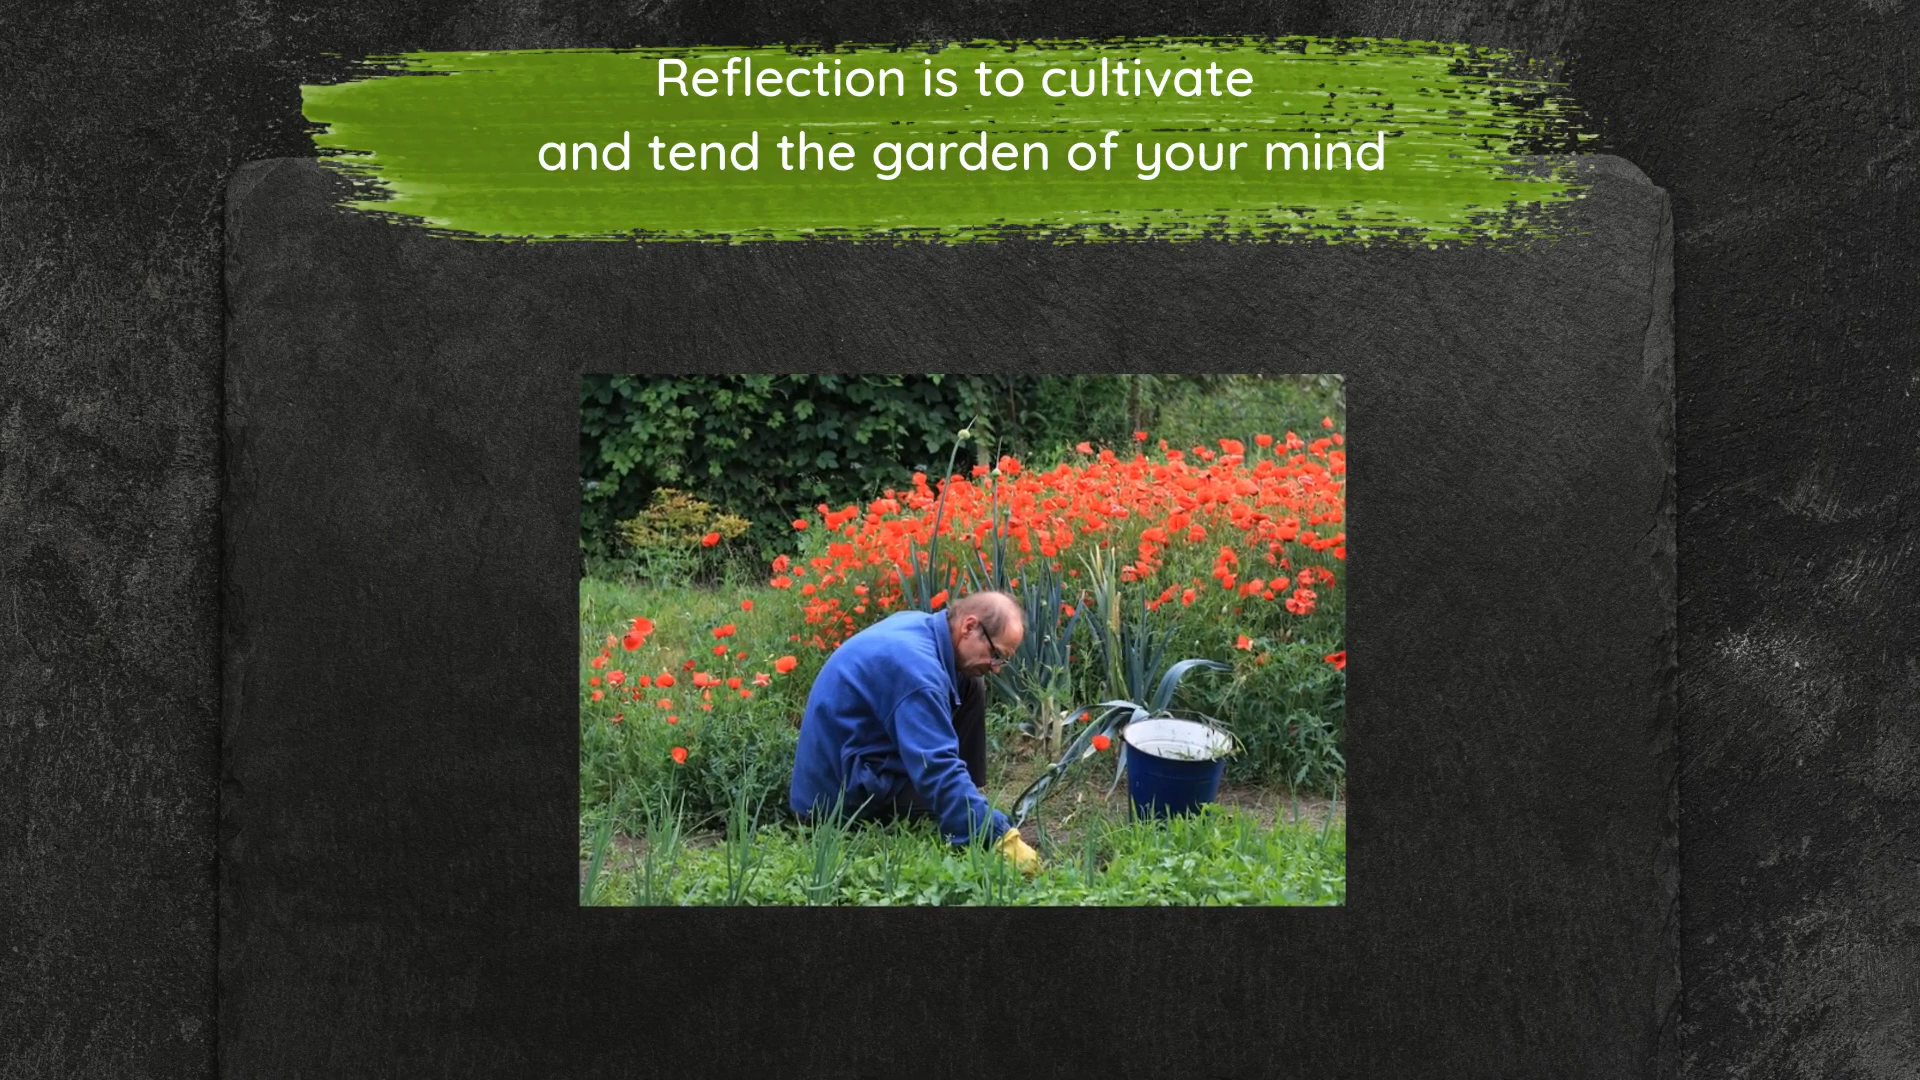 Reflection is to cultivate
and tend the garden of your mind